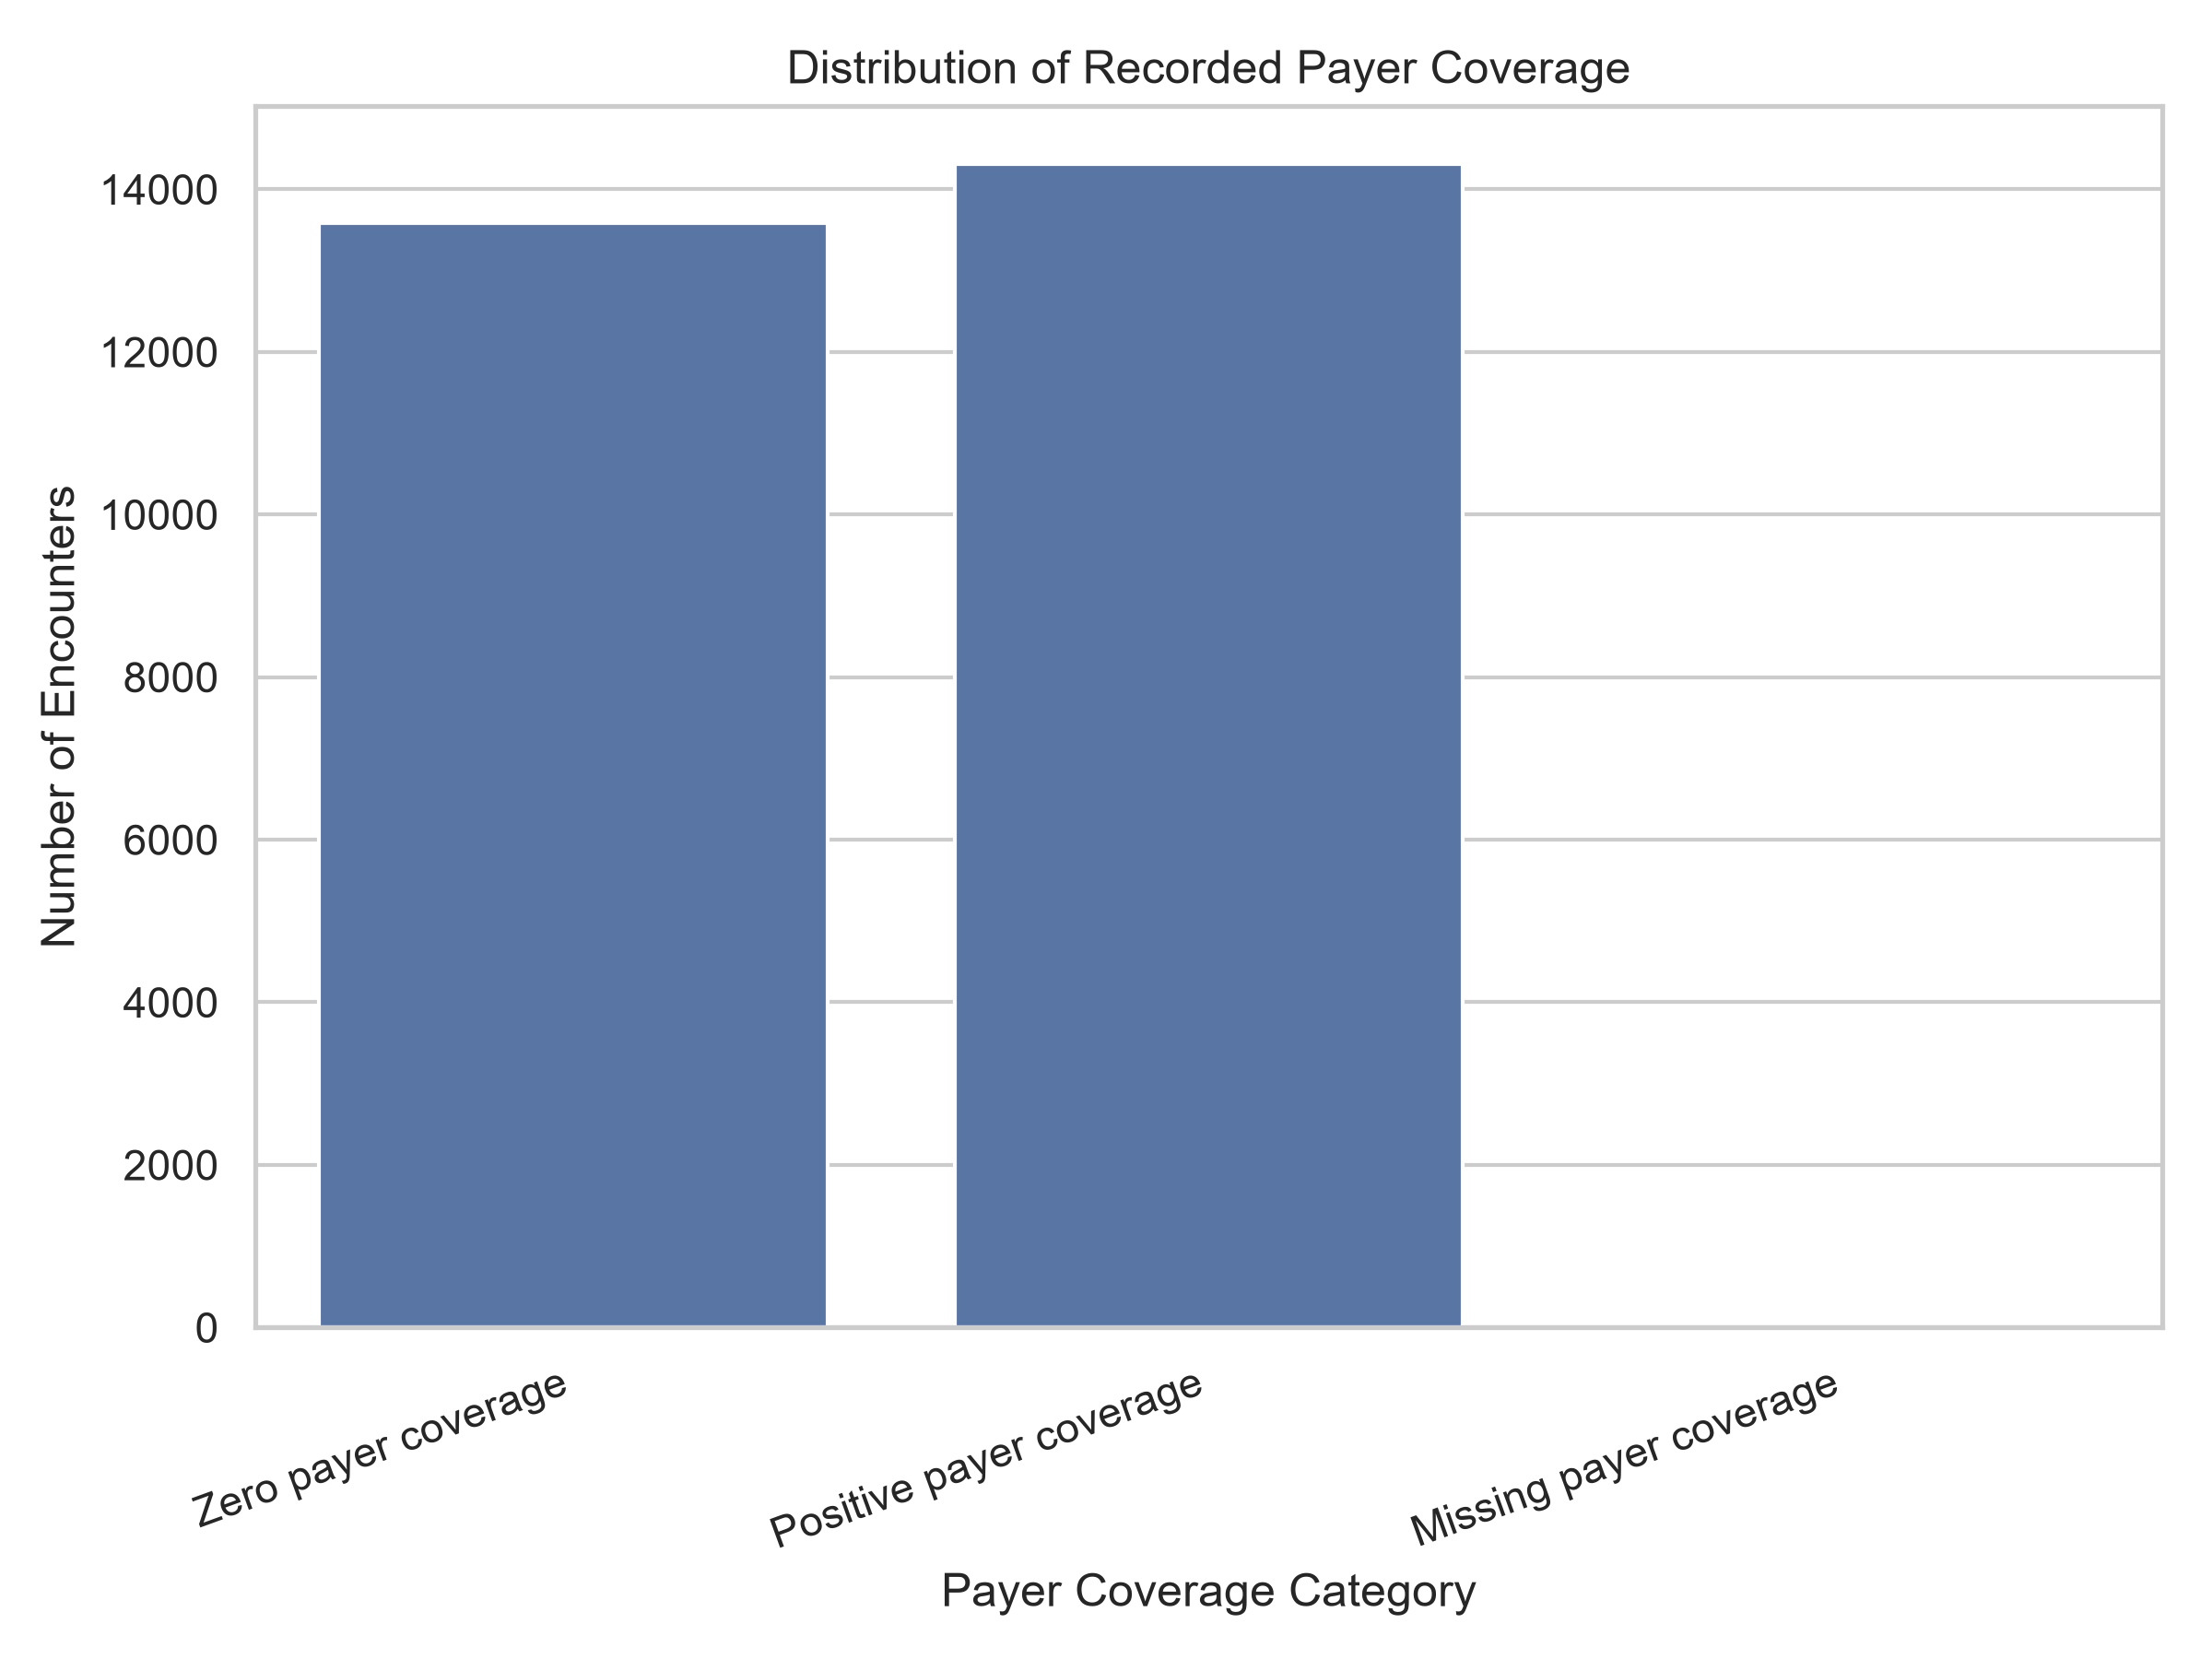 Distribution of Recorded Payer Coverage
14000
12000
10000
8000
6000
4000
2000
0
Number of Encounters
Zero payer coverage
Positive payer coverage
Missing payer coverage
Payer Coverage Category